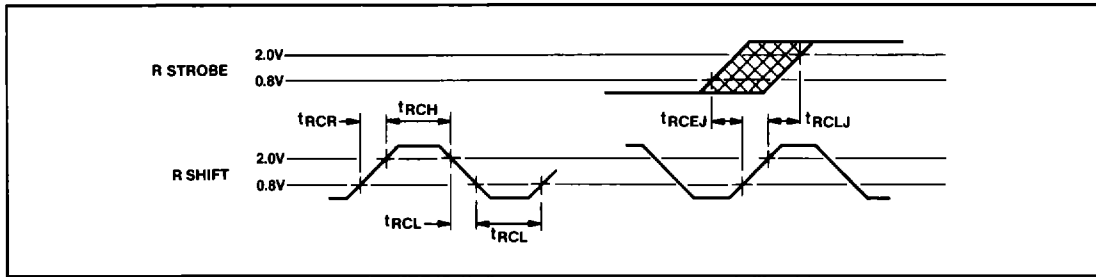 2.0V
R STROBE
0.8V
tRCR
tRCH
tRCEJ
tRCLJ
2.0V
R SHIFT
0.8V
tRCL
tRCL